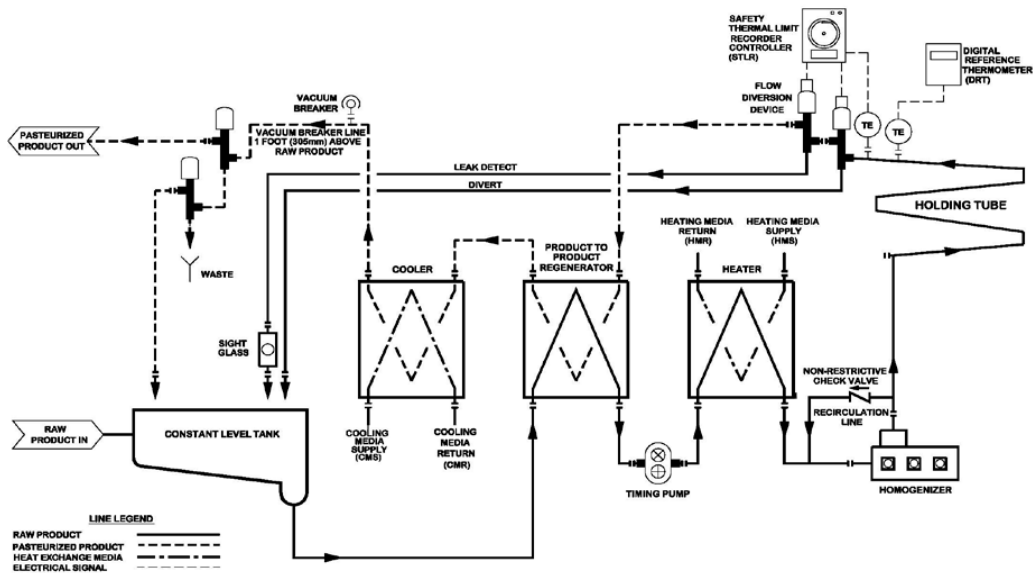 SAFETY
THERMAL LIMIT
RECORDER
CONTROLLER
(STLR)
DIGITAL
REFERENCE
THERMOMETER
(DRT)
FLOW
DIVERSION
DEVICE
TE
TE
VACUUM
BREAKER
VACUUM BREAKER LINE
1 FOOT (305mm) ABOVE
RAW PRODUCT
PASTEURIZED
PRODUCT OUT
LEAK DETECT
DIVERT
HOLDING TUBE
WASTE
COOLER
PRODUCT TO
PRODUCT
REGENERATOR
HEATING MEDIA
RETURN
(HMR)
HEATING MEDIA
SUPPLY
(HMS)
HEATER
SIGHT
GLASS
NON-RESTRICTIVE
CHECK VALVE
RECIRCULATION
LINE
RAW
PRODUCT IN
CONSTANT LEVEL TANK
COOLING
MEDIA
SUPPLY
(CMS)
COOLING
MEDIA
RETURN
(CMR)
TIMING PUMP
HOMOGENIZER
LINE LEGEND
RAW PRODUCT
PASTEURIZED PRODUCT
HEAT EXCHANGE MEDIA
ELECTRICAL SIGNAL